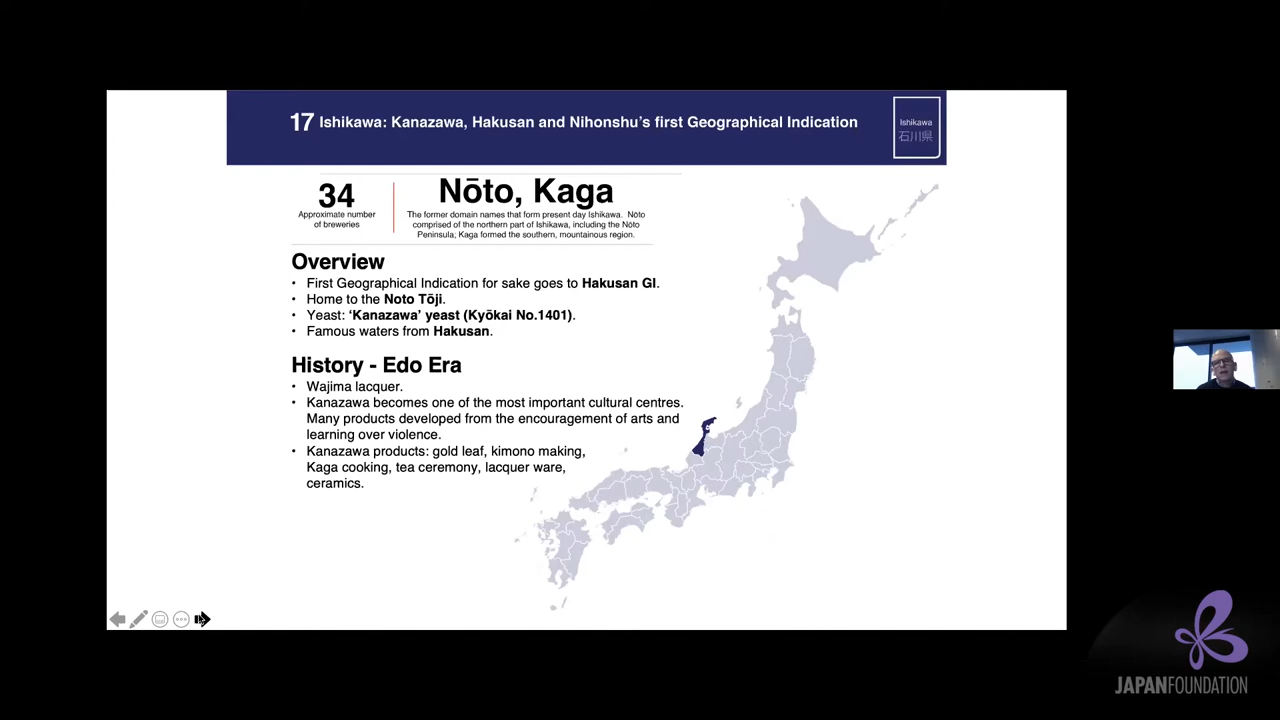 17 Ishikawa: Kanazawa, Hakusan and Nihonshu's first Geographical Indication
Ishikawa
石川県
34
Approximate number
of breweries
Nōto, Kaga
The former domain names that form present day Ishikawa. Nōto
comprised of the northern part of Ishikawa, including the Nōto
Peninsula; Kaga formed the southern, mountainous region.
Overview
• First Geographical Indication for sake goes to Hakusan GI.
• Home to the Noto Tōji.
• Yeast: ‘Kanazawa’ yeast (Kyōkai No.1401).
• Famous waters from Hakusan.
History - Edo Era
• Wajima lacquer.
• Kanazawa becomes one of the most important cultural centres.
Many products developed from the encouragement of arts and
learning over violence.
• Kanazawa products: gold leaf, kimono making,
Kaga cooking, tea ceremony, lacquer ware,
ceramics.
JAPANFOUNDATION